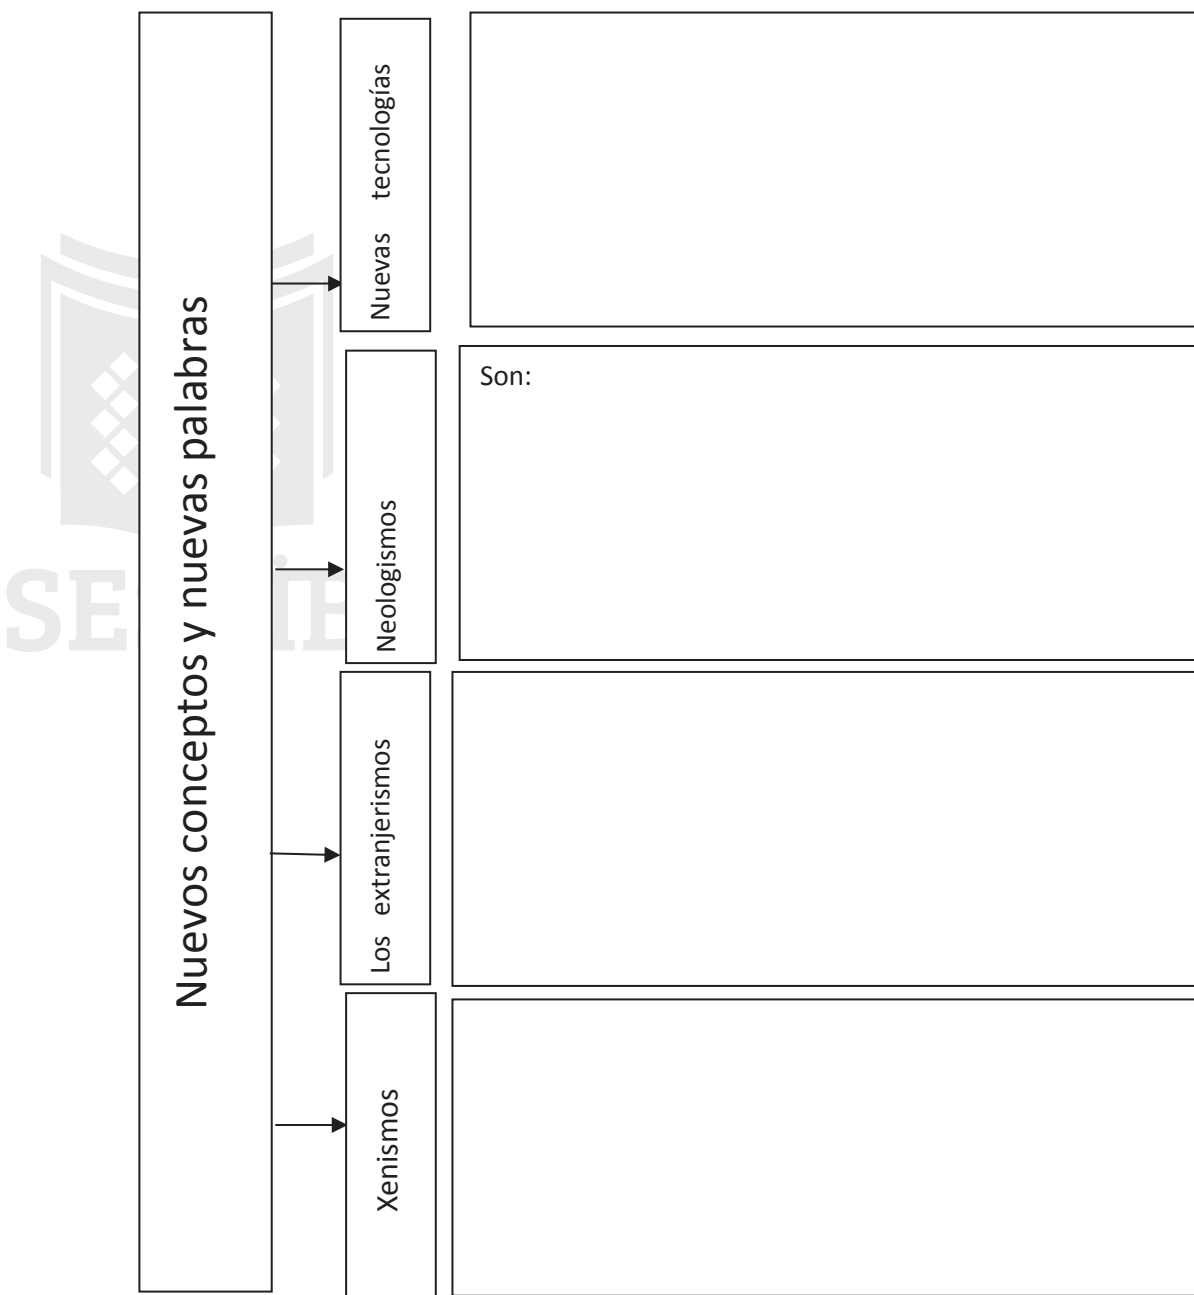 Nuevos conceptos y nuevas palabras
Nuevas tecnologías
Son:
Neologismos
Los extranjerismos
Xenismos